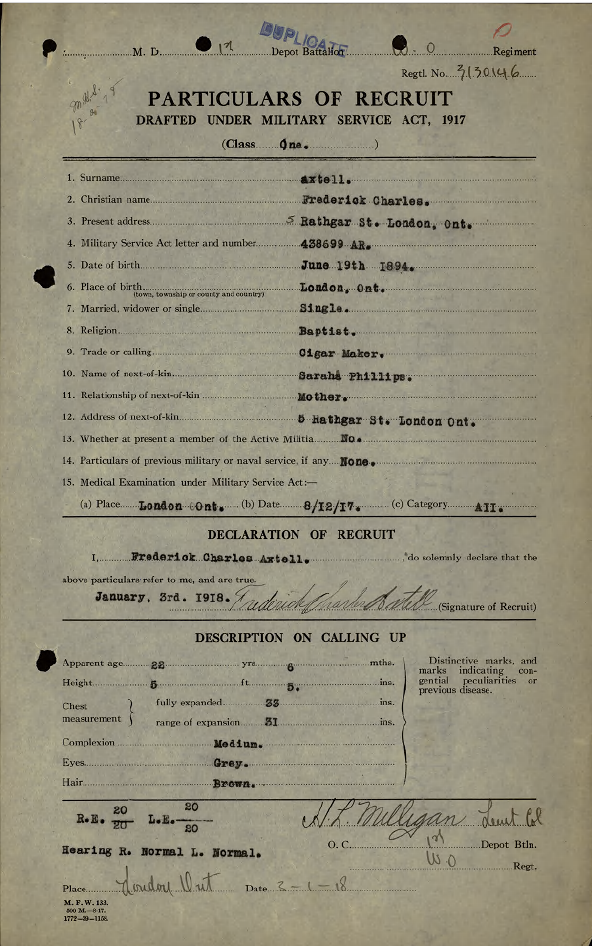 DUPLICATE
M. D. 1st Depot Battalion W. O Regiment
Regtl. No. 3130146
PARTICULARS OF RECRUIT
DRAFTED UNDER MILITARY SERVICE ACT, 1917
(Class One. )
1. Surname axtell.
2. Christian name Frederick Charles.
3. Present address 5 Rathgar St. London, Ont.
4. Military Service Act letter and number 438699 AR.
5. Date of birth June 19th 1894.
6. Place of birth London, Ont.
(town, township or county and country)
7. Married, widower or single Single.
8. Religion Baptist.
9. Trade or calling Cigar Maker.
10. Name of next-of-kin Sarah Phillips.
11. Relationship of next-of-kin Mother.
12. Address of next-of-kin 5 Rathgar St. London Ont.
13. Whether at present a member of the Active Militia No.
14. Particulars of previous military or naval service, if any None.
15. Medical Examination under Military Service Act:—
(a) Place London Ont. (b) Date 8/12/17. (c) Category AII.
DECLARATION OF RECRUIT
I, Frederick Charles Axtell. do solemnly declare that the
above particulars refer to me, and are true.
January, 3rd. 1918. Frederick Charles Axtell (Signature of Recruit)
DESCRIPTION ON CALLING UP
Apparent age 22 yrs 6 mths.
Height 5 ft. 5. ins.
Chest measurement } fully expanded 33 ins.
range of expansion 31 ins.
Complexion Medium.
Eyes Grey.
Hair Brown.
Distinctive marks, and
marks indicating con-
genital peculiarities or
previous disease.
R.E. 20/20 L.E. 20/20
Hearing R. Normal L. Normal.
H L Milligan Lieut Col
O. C. 1st Depot Btln.
W O Regt.
Place London Ont Date 3-1-18
M. F. W. 133.
500 M.—8-17.
1772—39—1158.